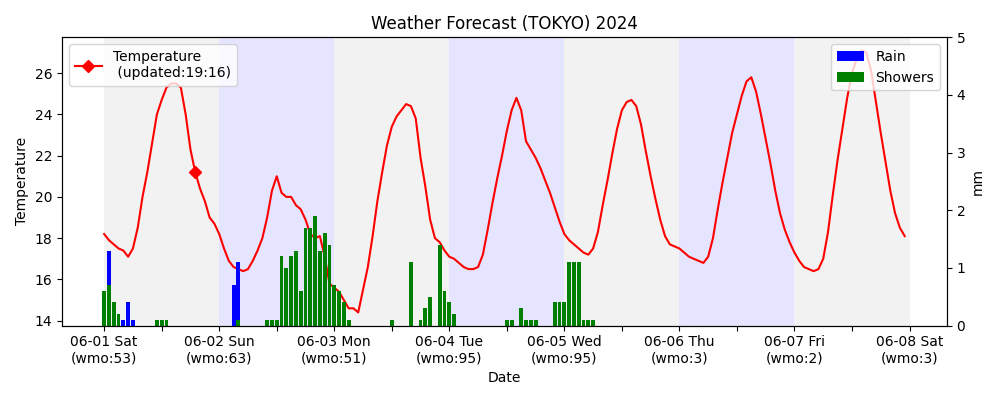 Weather Forecast (TOKYO) 2024
Temperature
(updated:19:16)
Rain
Showers
Temperature
26
24
22
20
18
16
14
5
4
3
2
1
0
mm
06-01 Sat
(wmo:53)
06-02 Sun
(wmo:63)
06-03 Mon
(wmo:51)
06-04 Tue
(wmo:95)
06-05 Wed
(wmo:95)
06-06 Thu
(wmo:3)
06-07 Fri
(wmo:2)
06-08 Sat
(wmo:3)
Date